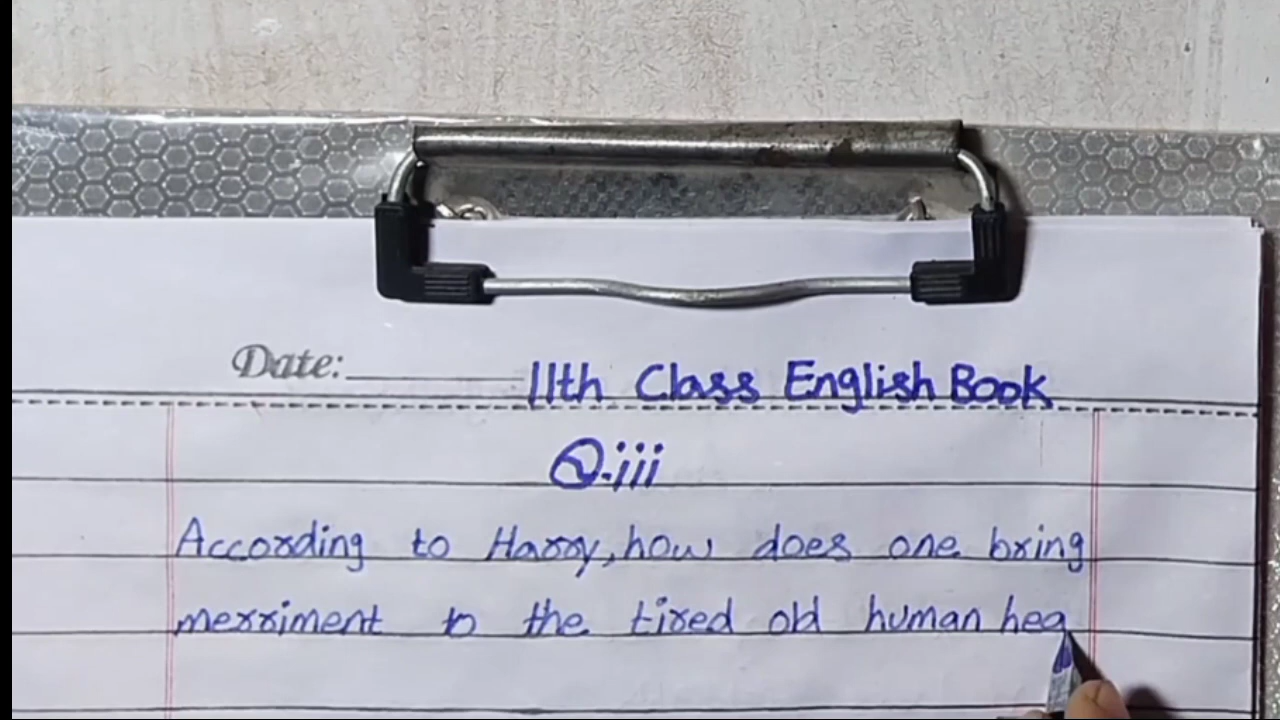 Date:
11th Class English Book
Q.iii
According to Harry, how does one bring
merriment to the tired old human hea